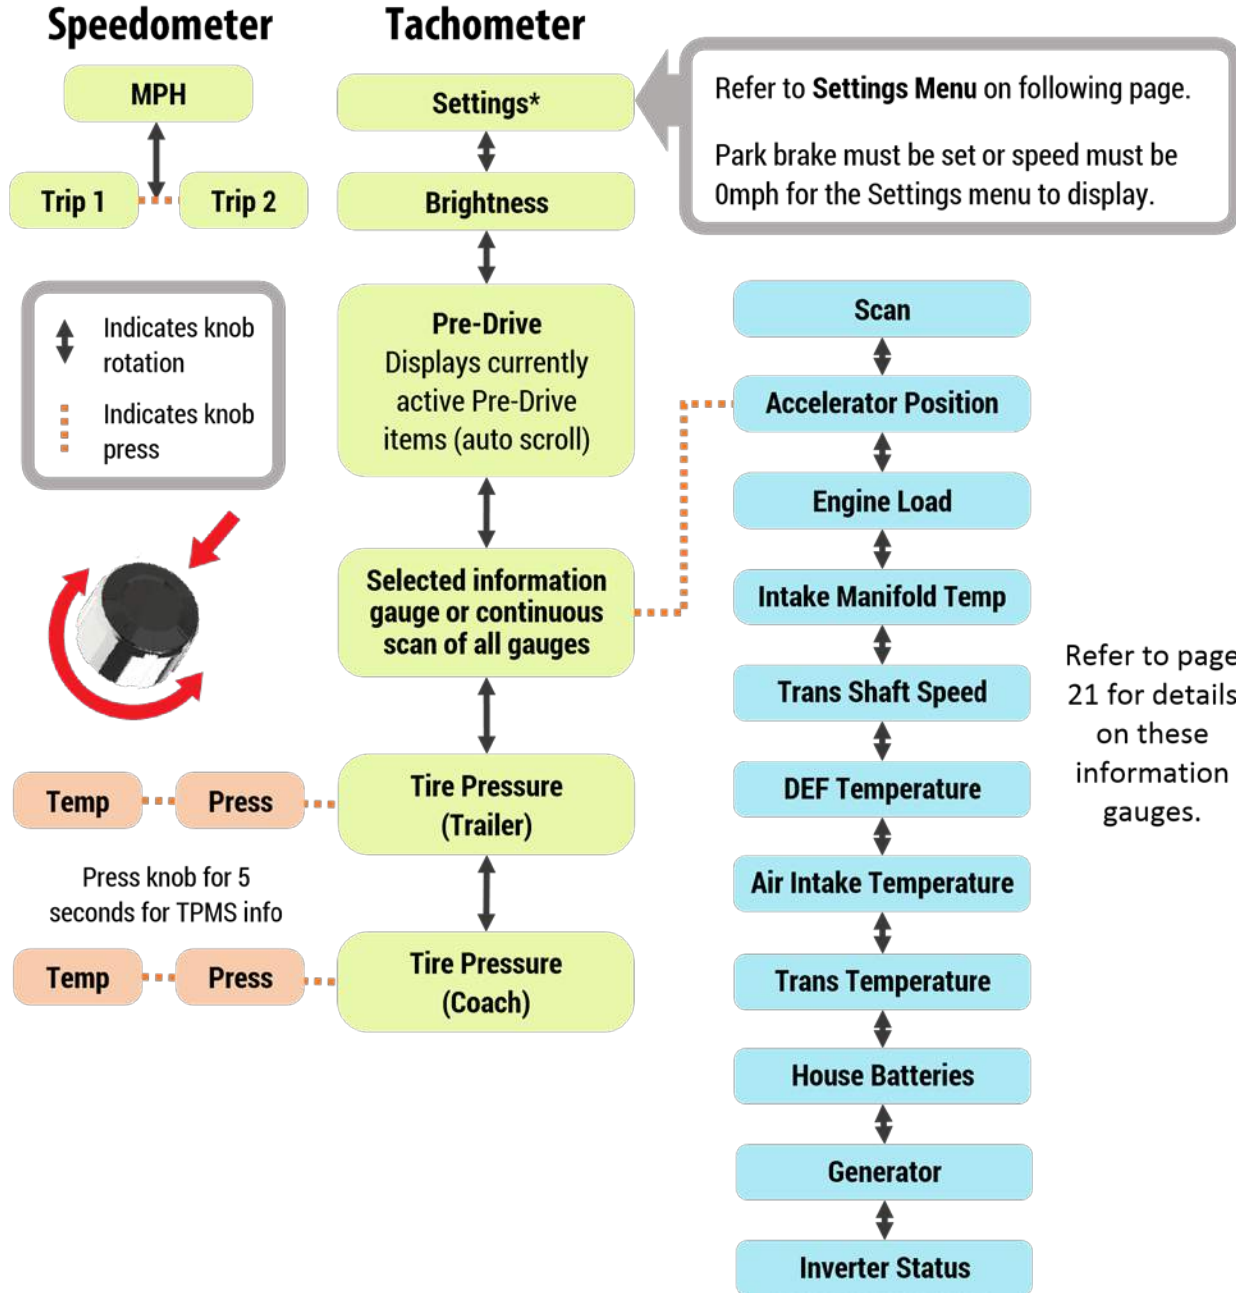 Speedometer
Tachometer
MPH
Trip 1
Trip 2
Indicates knob
rotation
Indicates knob
press
Settings*
Brightness
Pre-Drive
Displays currently
active Pre-Drive
items (auto scroll)
Selected information
gauge or continuous
scan of all gauges
Tire Pressure
(Trailer)
Temp
Press
Press knob for 5
seconds for TPMS info
Tire Pressure
(Coach)
Temp
Press
Refer to Settings Menu on following page.
Park brake must be set or speed must be
0mph for the Settings menu to display.
Scan
Accelerator Position
Engine Load
Intake Manifold Temp
Trans Shaft Speed
DEF Temperature
Air Intake Temperature
Trans Temperature
House Batteries
Generator
Inverter Status
Refer to page
21 for details
on these
information
gauges.